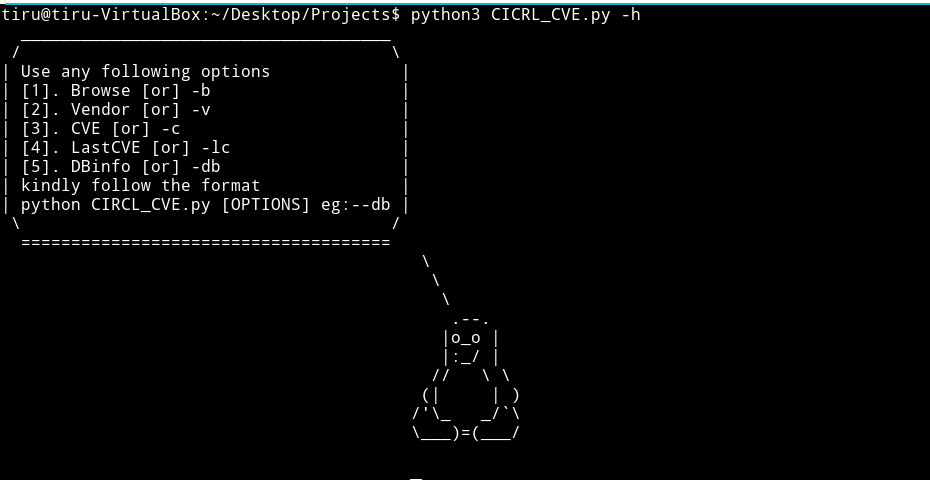 tiru@tiru-VirtualBox:~/Desktop/Projects$ python3 CICRL_CVE.py -h
  _____________________________________
 /                                     \
| Use any following options             |
| [1]. Browse [or] -b                   |
| [2]. Vendor [or] -v                   |
| [3]. CVE [or] -c                      |
| [4]. LastCVE [or] -lc                 |
| [5]. DBinfo [or] -db                  |
| kindly follow the format              |
| python CIRCL_CVE.py [OPTIONS] eg:--db |
 \                                     /
  =====================================
                                          \
                                           \
                                            \
                                             .--.
                                            |o_o |
                                            |:_/ |
                                           //   \ \
                                          (|     | )
                                         /'\_   _/`\
                                         \___)=(___/